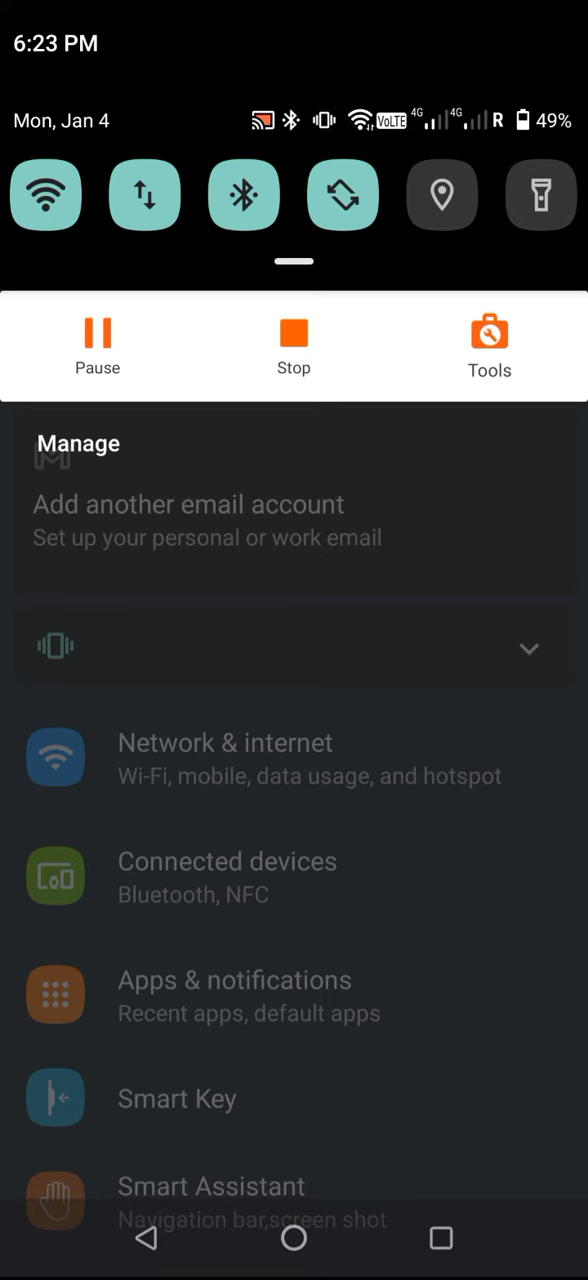 6:23 PM
Mon, Jan 4
VoLTE 4G 4G R 49%
Pause Stop Tools
Manage
Add another email account
Set up your personal or work email
Network & internet
Wi-Fi, mobile, data usage, and hotspot
Connected devices
Bluetooth, NFC
Apps & notifications
Recent apps, default apps
Smart Key
Smart Assistant
Navigation bar,screen shot